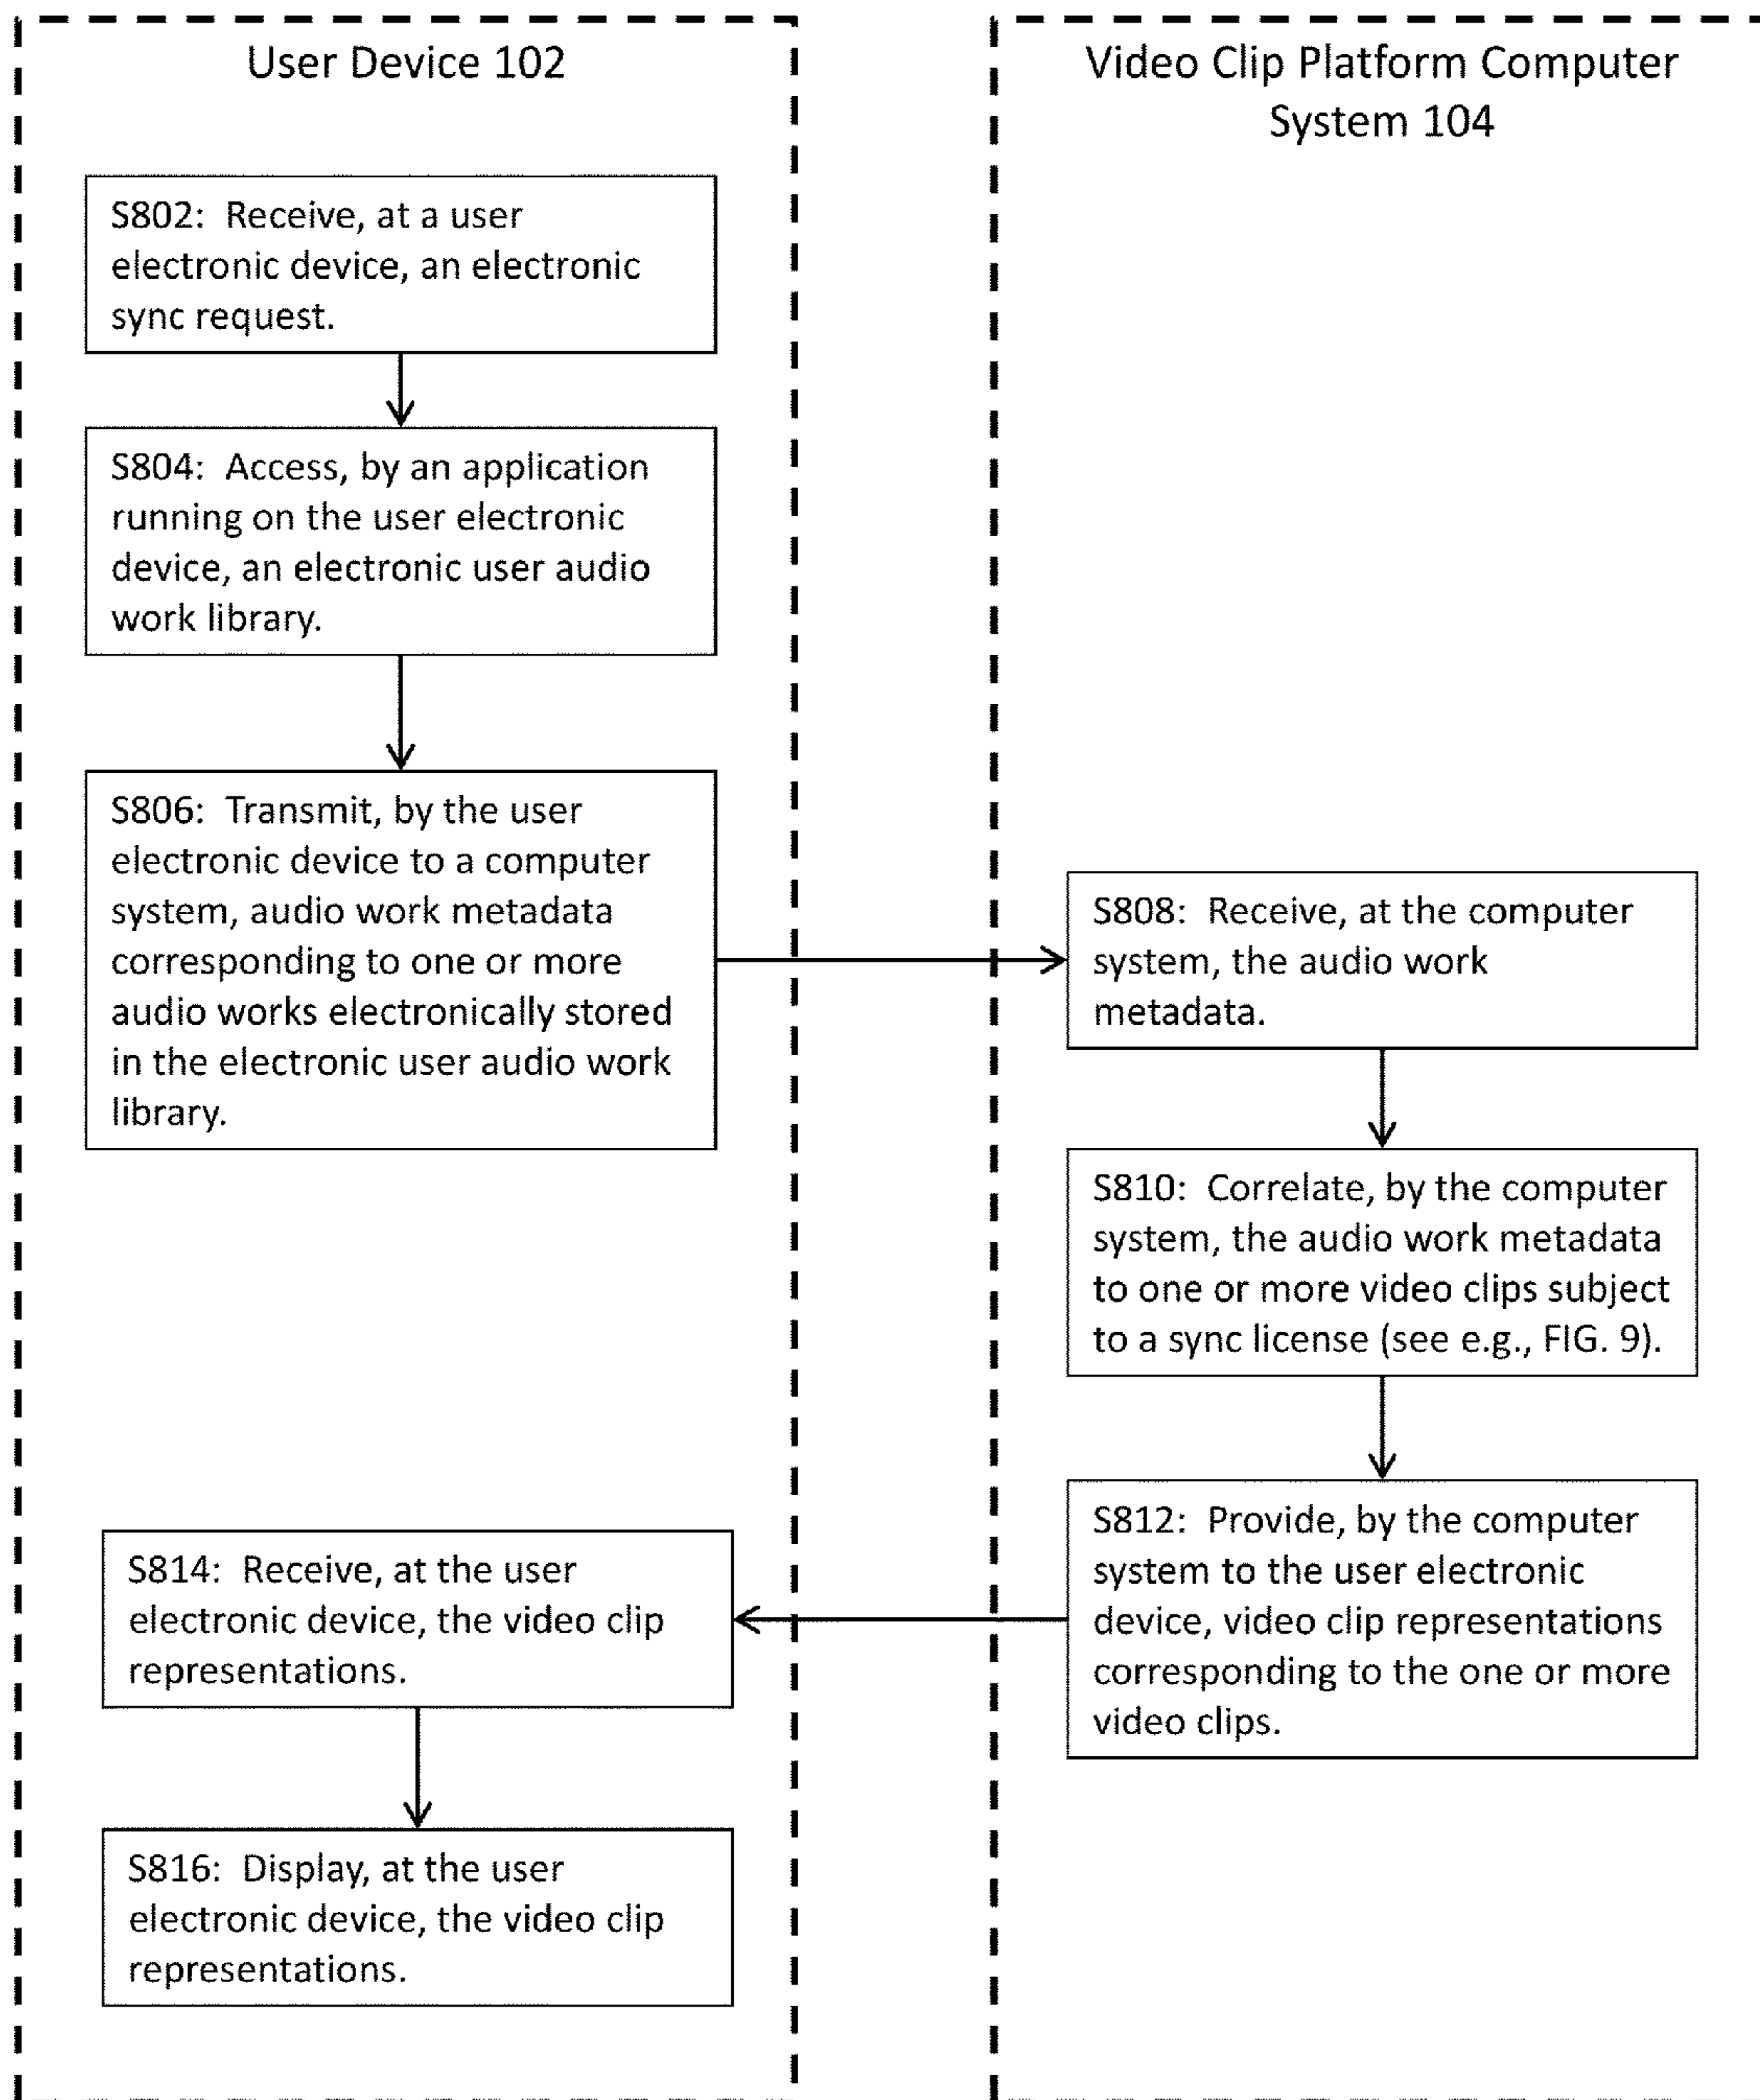 User Device 102
S802: Receive, at a user
electronic device, an electronic
sync request.
S804: Access, by an application
running on the user electronic
device, an electronic user audio
work library.
S806: Transmit, by the user
electronic device to a computer
system, audio work metadata
corresponding to one or more
audio works electronically stored
in the electronic user audio work
library.
Video Clip Platform Computer
System 104
S808: Receive, at the computer
system, the audio work
metadata.
S810: Correlate, by the computer
system, the audio work metadata
to one or more video clips subject
to a sync license (see e.g., FIG. 9).
S812: Provide, by the computer
system to the user electronic
device, video clip representations
corresponding to the one or more
video clips.
S814: Receive, at the user
electronic device, the video clip
representations.
S816: Display, at the user
electronic device, the video clip
representations.